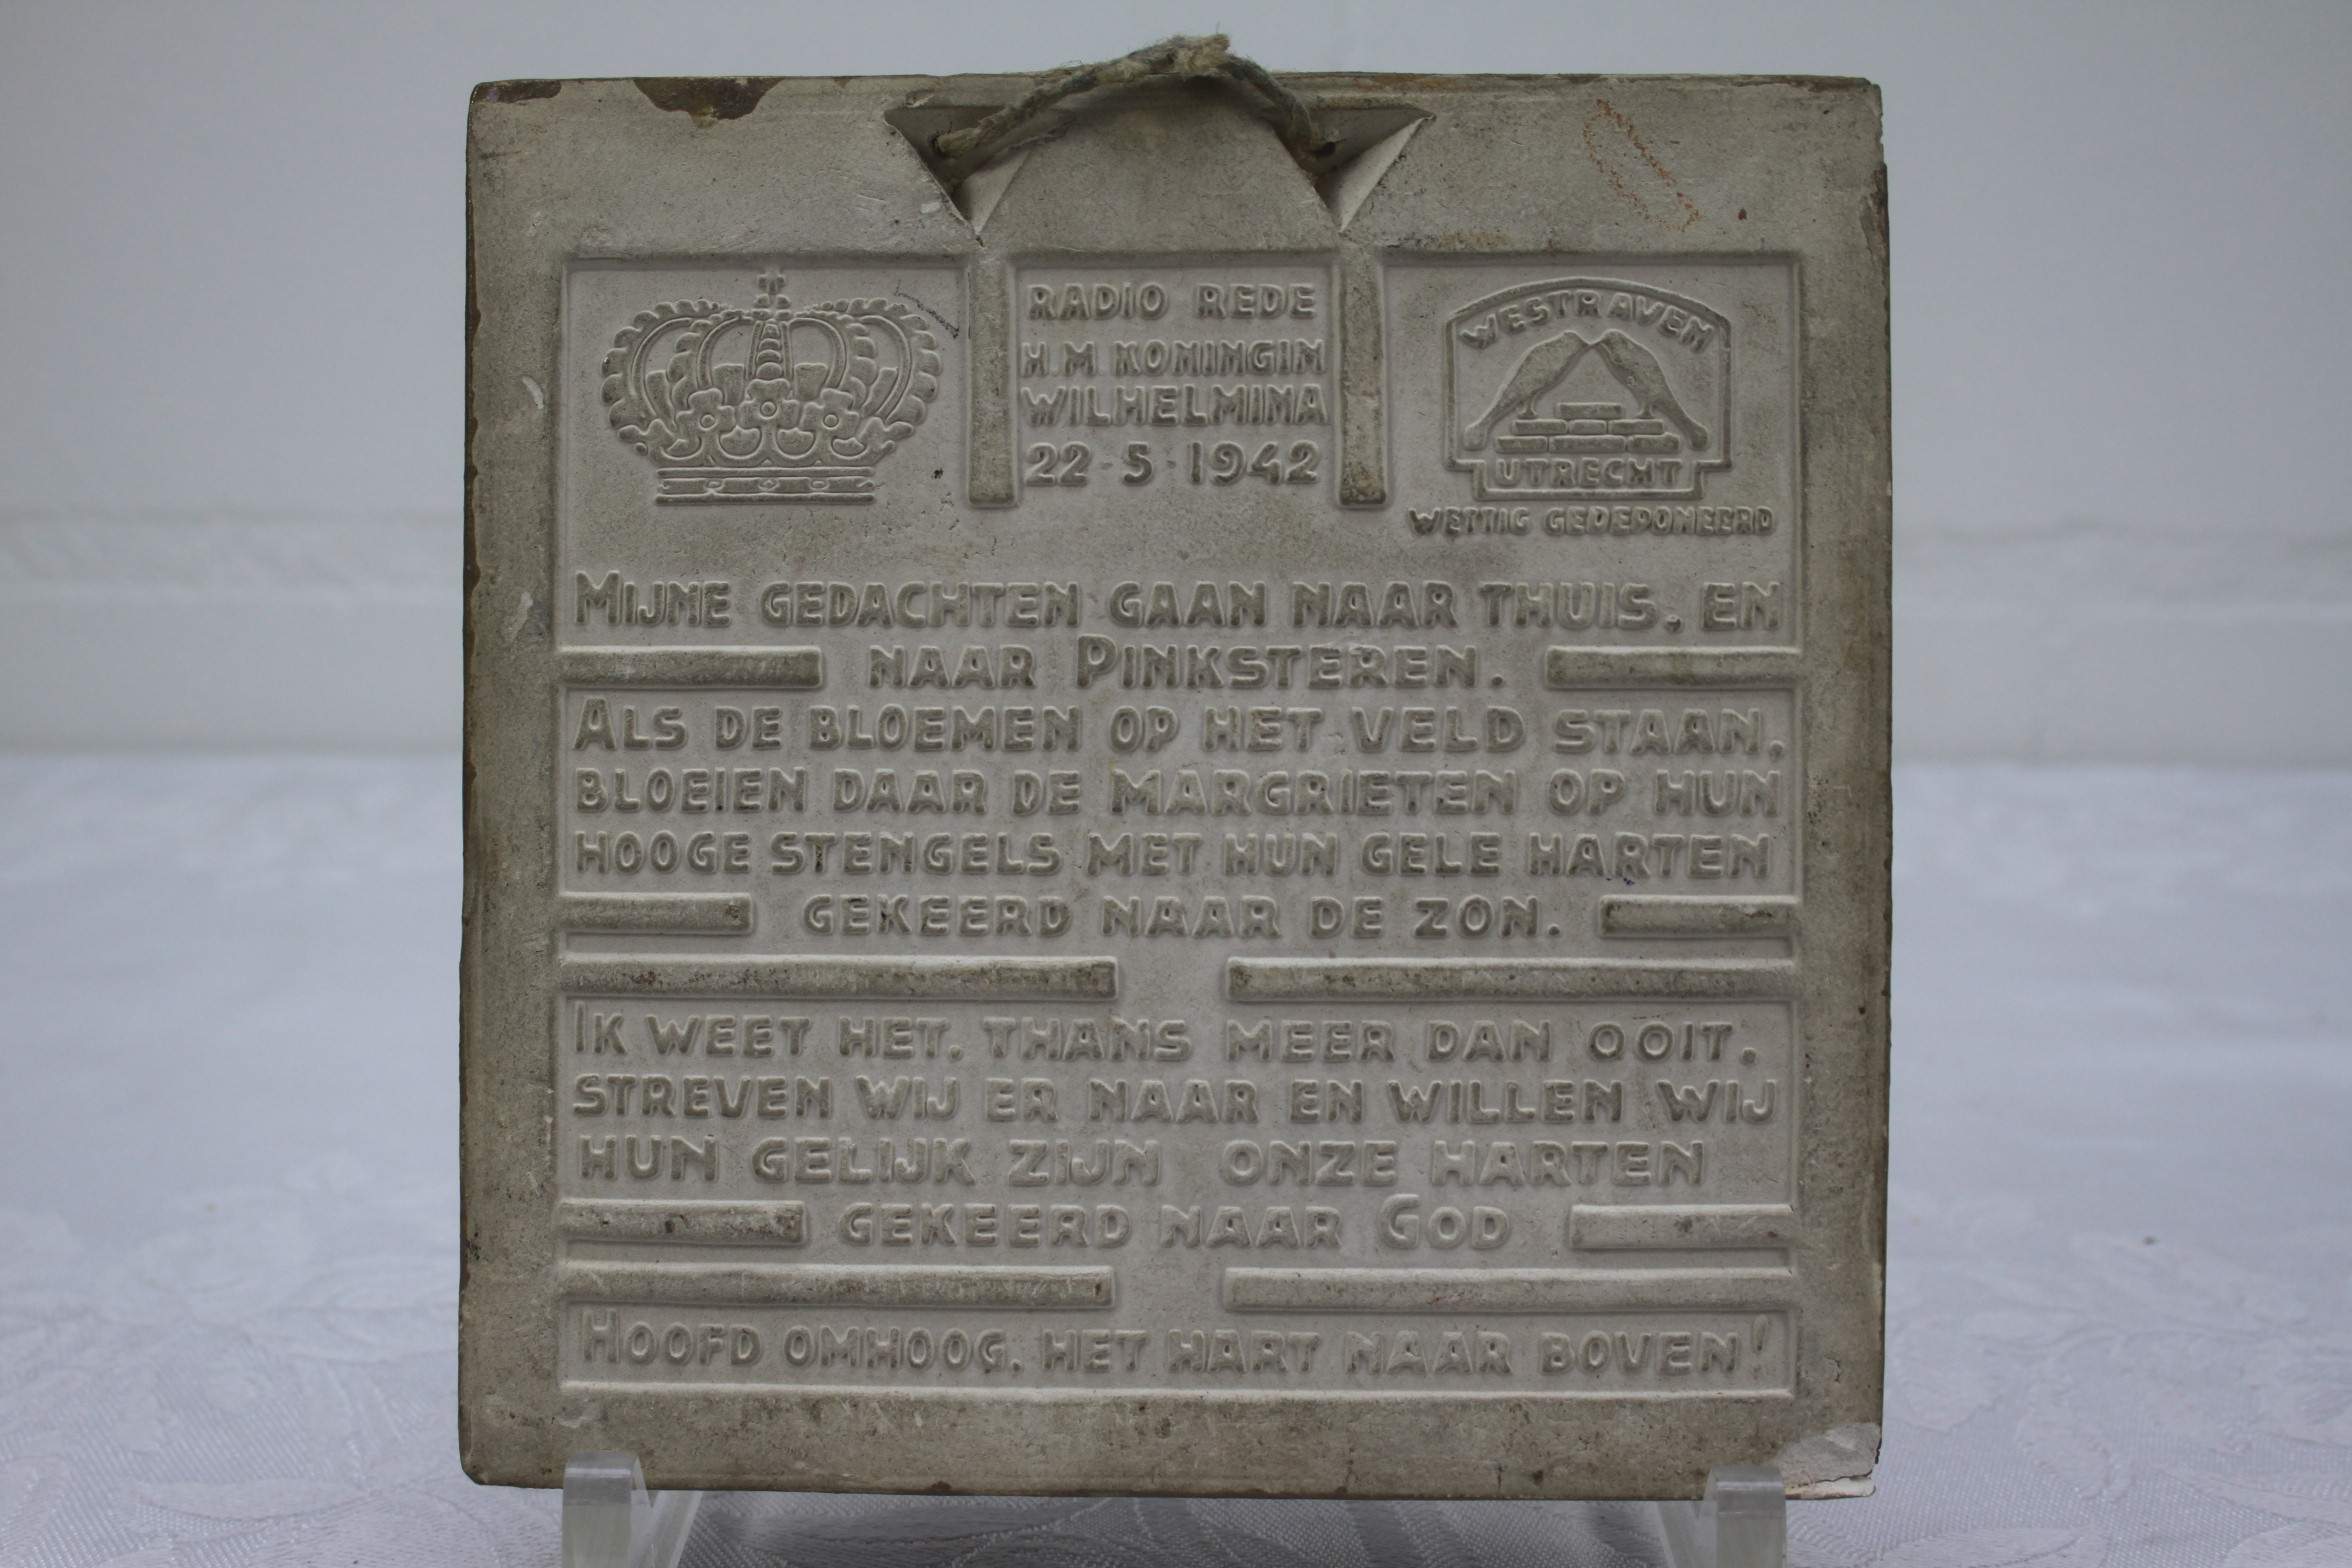 RADIO REDE
H.M KONINGIN
WILHELMINA
22-5-1942
WESTRAVEN
UTRECHT
WETTIG GEDEPONEERD
MIJNE GEDACHTEN GAAN NAAR THUIS, EN
NAAR PINKSTEREN.
ALS DE BLOEMEN OP HET VELD STAAN,
BLOEIEN DAAR DE MARGRIETEN OP HUN
HOOGE STENGELS MET HUN GELE HARTEN
GEKEERD NAAR DE ZON.
IK WEET HET, THANS MEER DAN OOIT,
STREVEN WIJ ER NAAR EN WILLEN WIJ
HUN GELIJK ZIJN ONZE HARTEN
GEKEERD NAAR GOD
HOOFD OMHOOG, HET HART NAAR BOVEN!